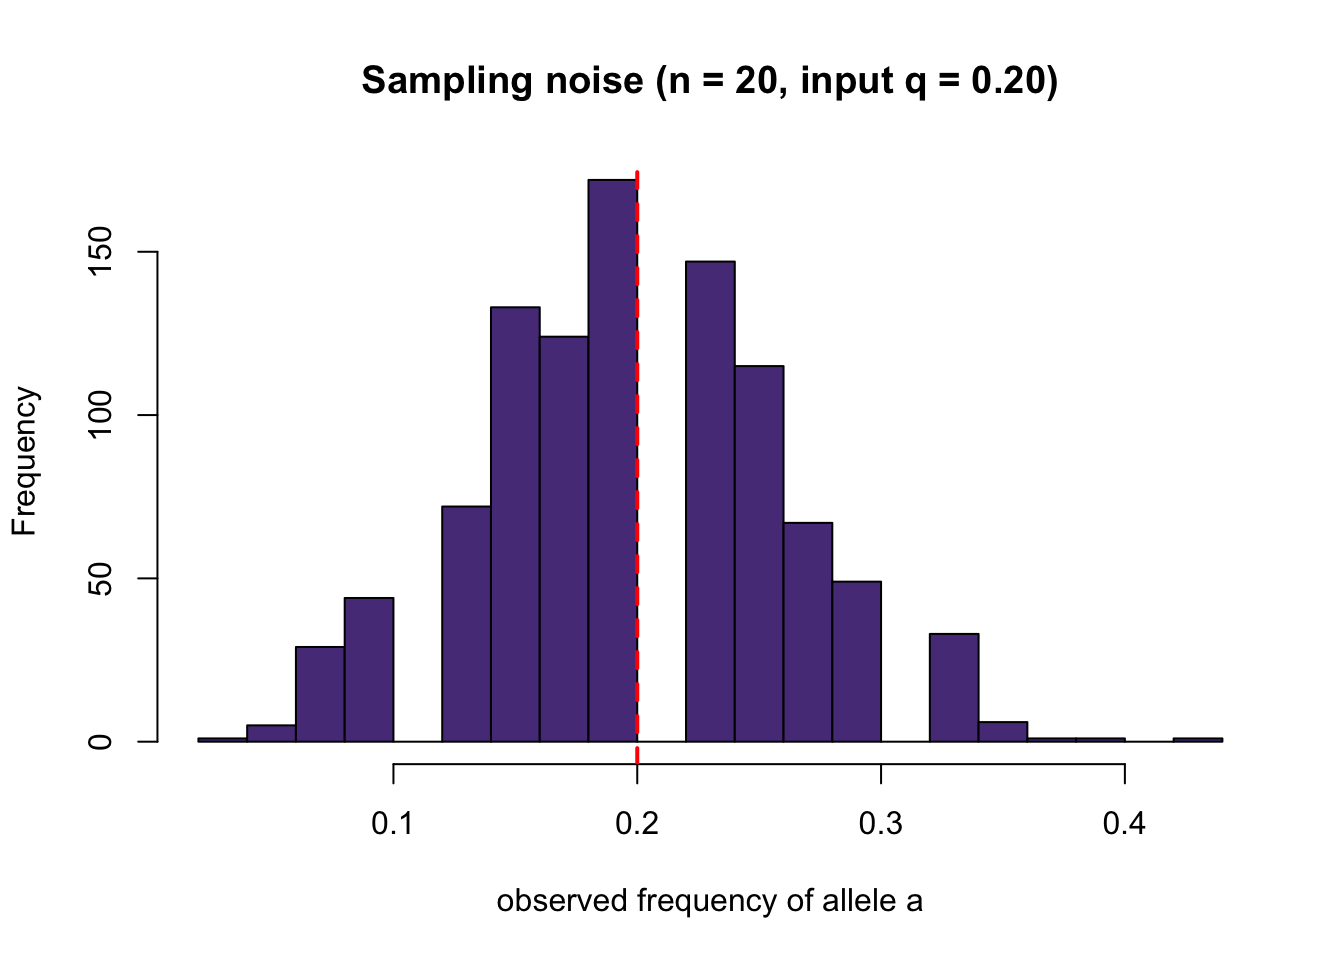 Sampling noise (n = 20, input q = 0.20)
Frequency
150
100
50
0
0.1 0.2 0.3 0.4
observed frequency of allele a